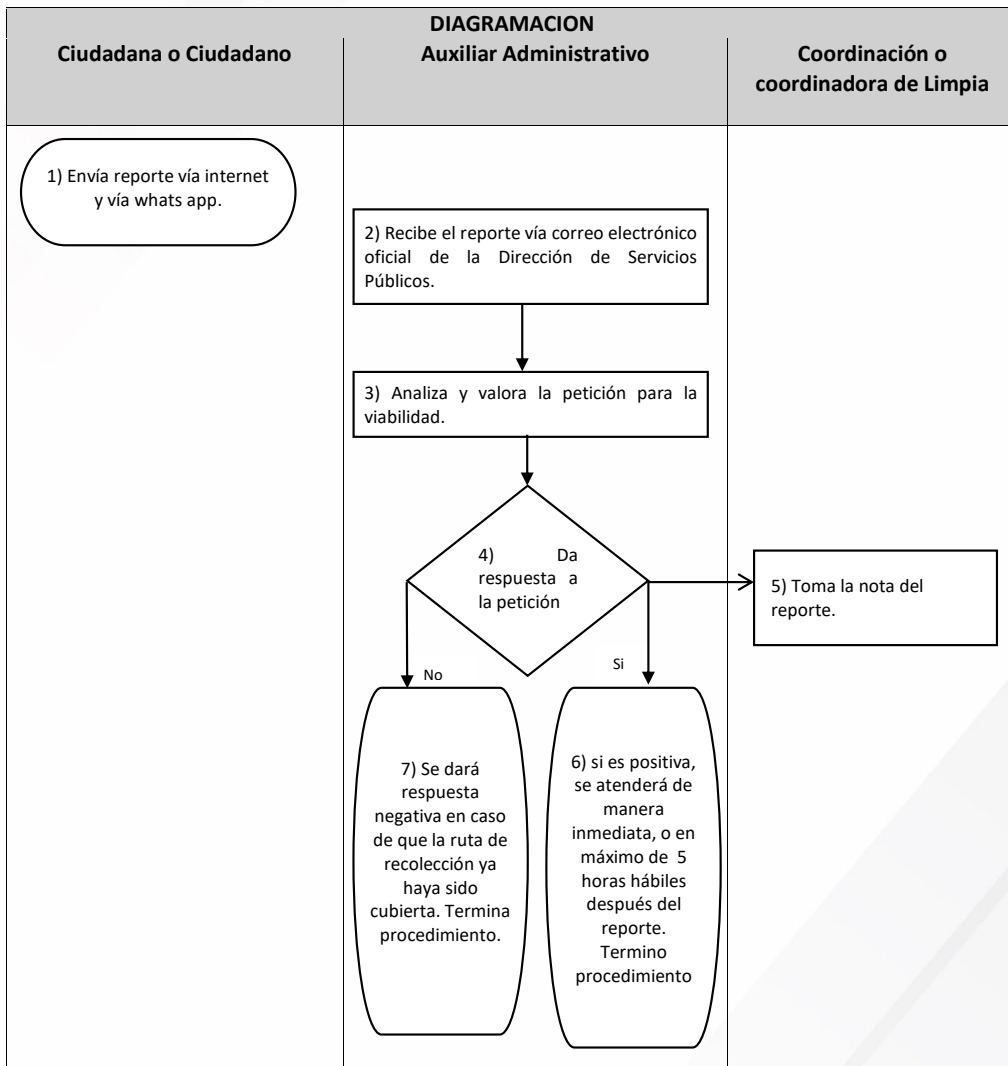 DIAGRAMACION
Ciudadana o Ciudadano
Auxiliar Administrativo
Coordinación o
coordinadora de Limpia
1) Envía reporte vía internet
y vía whats app.
2) Recibe el reporte vía correo electrónico
oficial de la Dirección de Servicios
Públicos.
3) Analiza y valora la petición para la
viabilidad.
4) Da
respuesta a
la petición
5) Toma la nota del
reporte.
No
Si
7) Se dará
respuesta
negativa en caso
de que la ruta de
recolección ya
haya sido
cubierta. Termina
procedimiento.
6) si es positiva,
se atenderá de
manera
inmediata, o en
máximo de 5
horas hábiles
después del
reporte.
Termino
procedimiento